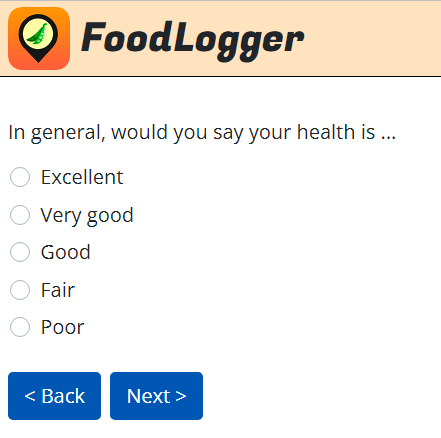 FoodLogger
In general, would you say your health is ...
Excellent
Very good
Good
Fair
Poor
< Back
Next >